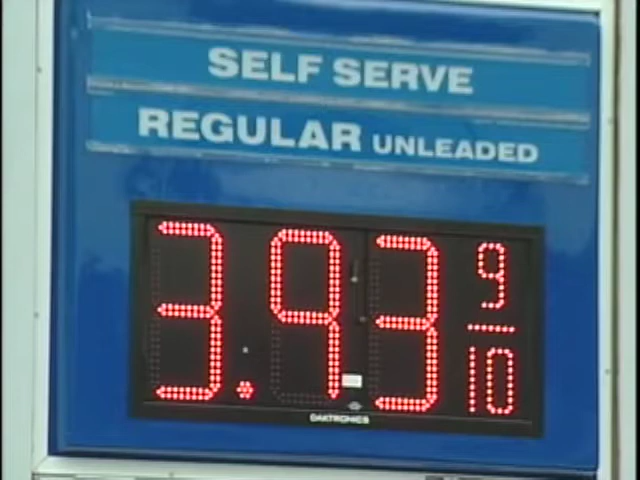 SELF SERVE
REGULAR UNLEADED
3.93 9/10
DAKTRONICS